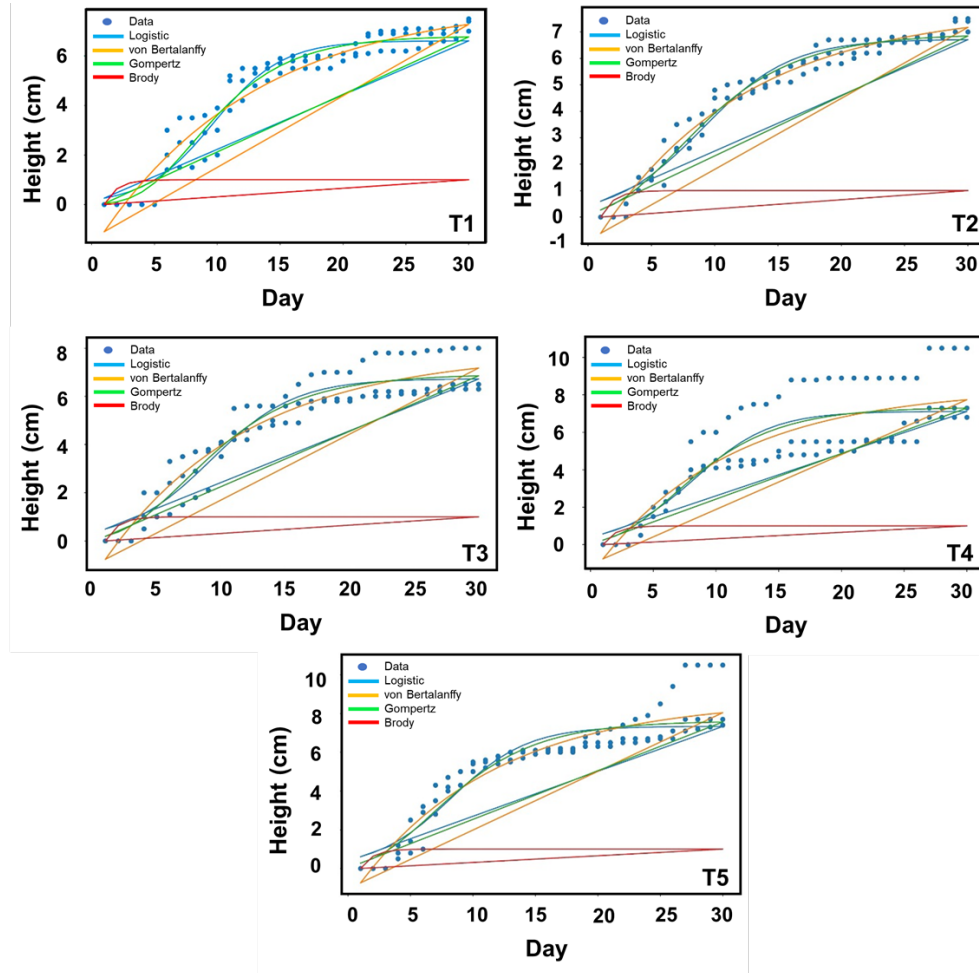 Height (cm)
6
4
2
0
Data
Logistic
von Bertalanffy
Gompertz
Brody
T1
0 5 10 15 20 25 30
Day
Height (cm)
7
6
5
4
3
2
1
0
-1
Data
Logistic
von Bertalanffy
Gompertz
Brody
T2
0 5 10 15 20 25 30
Day
Height (cm)
8
6
4
2
0
Data
Logistic
von Bertalanffy
Gompertz
Brody
T3
0 5 10 15 20 25 30
Day
Height (cm)
10
8
6
4
2
0
Data
Logistic
von Bertalanffy
Gompertz
Brody
T4
0 5 10 15 20 25 30
Day
Height (cm)
10
8
6
4
2
0
Data
Logistic
von Bertalanffy
Gompertz
Brody
T5
0 5 10 15 20 25 30
Day